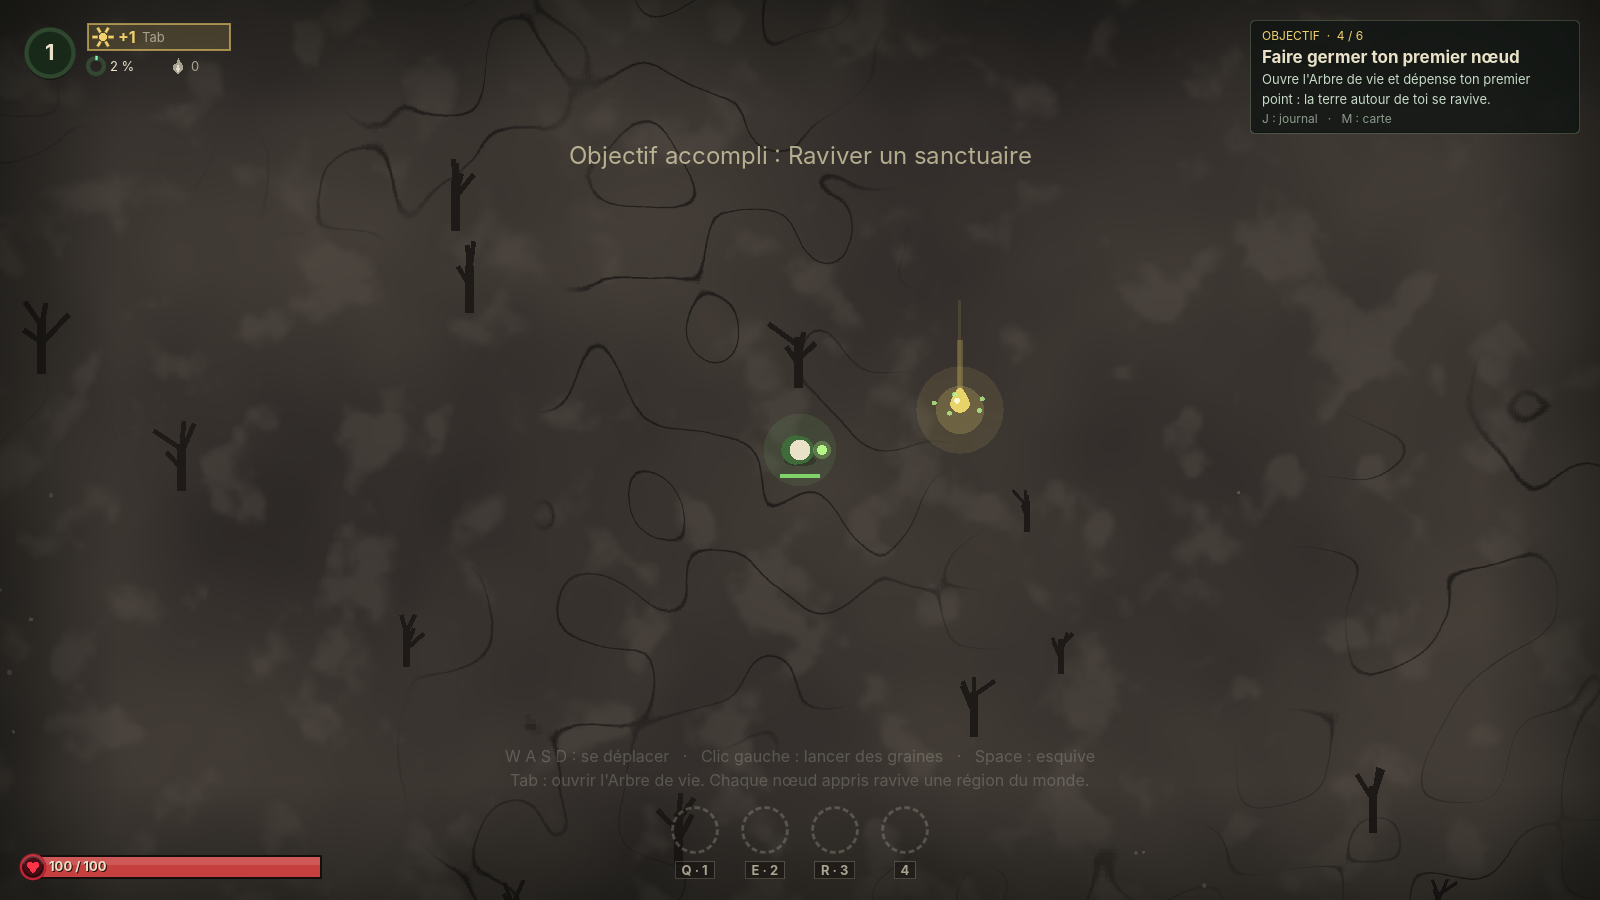 1
+1 Tab
2 %
0
OBJECTIF · 4 / 6
Faire germer ton premier nœud
Ouvre l'Arbre de vie et dépense ton premier
point : la terre autour de toi se ravive.
J : journal · M : carte
Objectif accompli : Raviver un sanctuaire
W A S D : se déplacer · Clic gauche : lancer des graines · Space : esquive
Tab : ouvrir l'Arbre de vie. Chaque nœud appris ravive une région du monde.
100 / 100
Q · 1
E · 2
R · 3
4